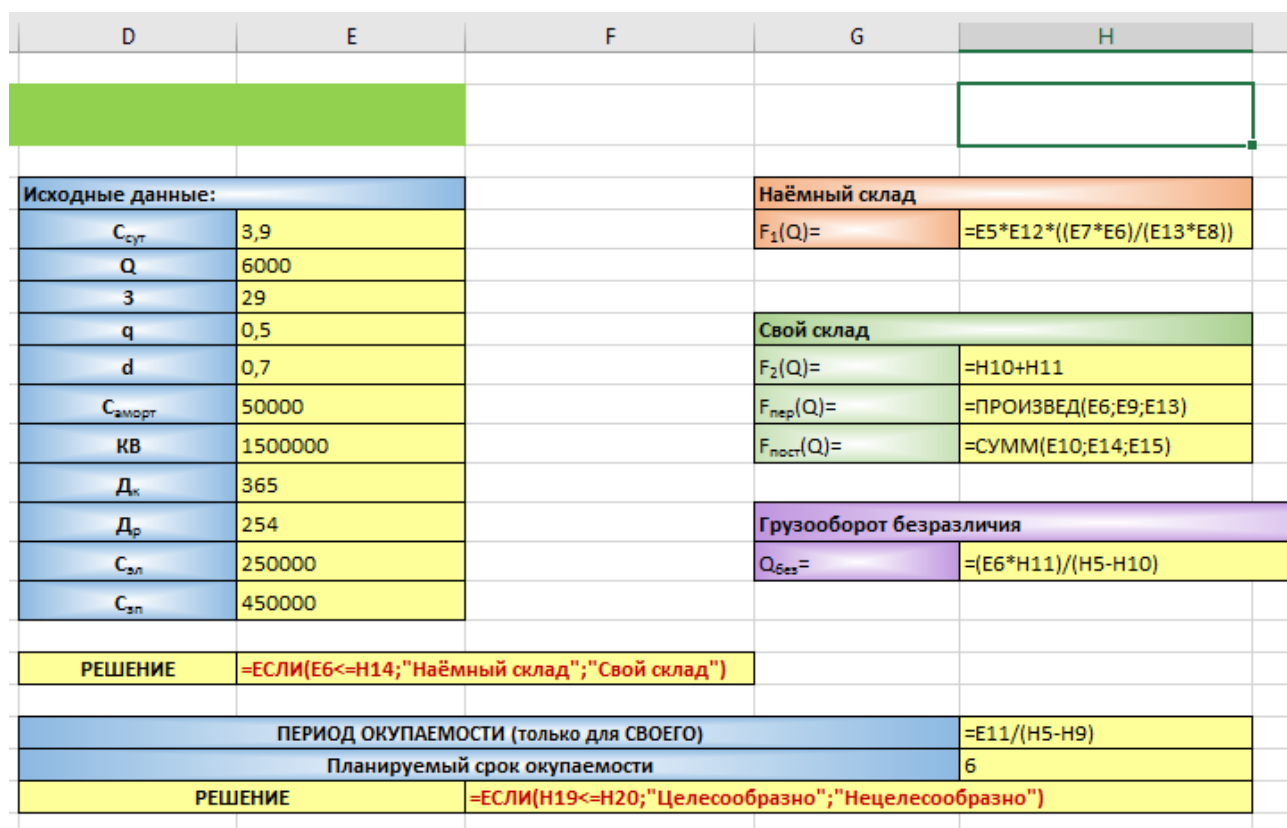 D E F G H
Исходные данные: Наёмный склад
Cсут 3,9 F₁(Q)= =E5*E12*((E7*E6)/(E13*E8))
Q 6000
З 29
q 0,5 Свой склад
d 0,7 F₂(Q)= =H10+H11
Cаморт 50000 Fпер(Q)= =ПРОИЗВЕД(E6;E9;E13)
КВ 1500000 Fпост(Q)= =СУММ(E10;E14;E15)
Дк 365
Др 254 Грузооборот безразличия
Cэл 250000 Qбез= =(E6*H11)/(H5-H10)
Cзп 450000
РЕШЕНИЕ =ЕСЛИ(E6<=H14;"Наёмный склад";"Свой склад")
ПЕРИОД ОКУПАЕМОСТИ (только для СВОЕГО) =E11/(H5-H9)
Планируемый срок окупаемости 6
РЕШЕНИЕ =ЕСЛИ(H19<=H20;"Целесообразно";"Нецелесообразно")